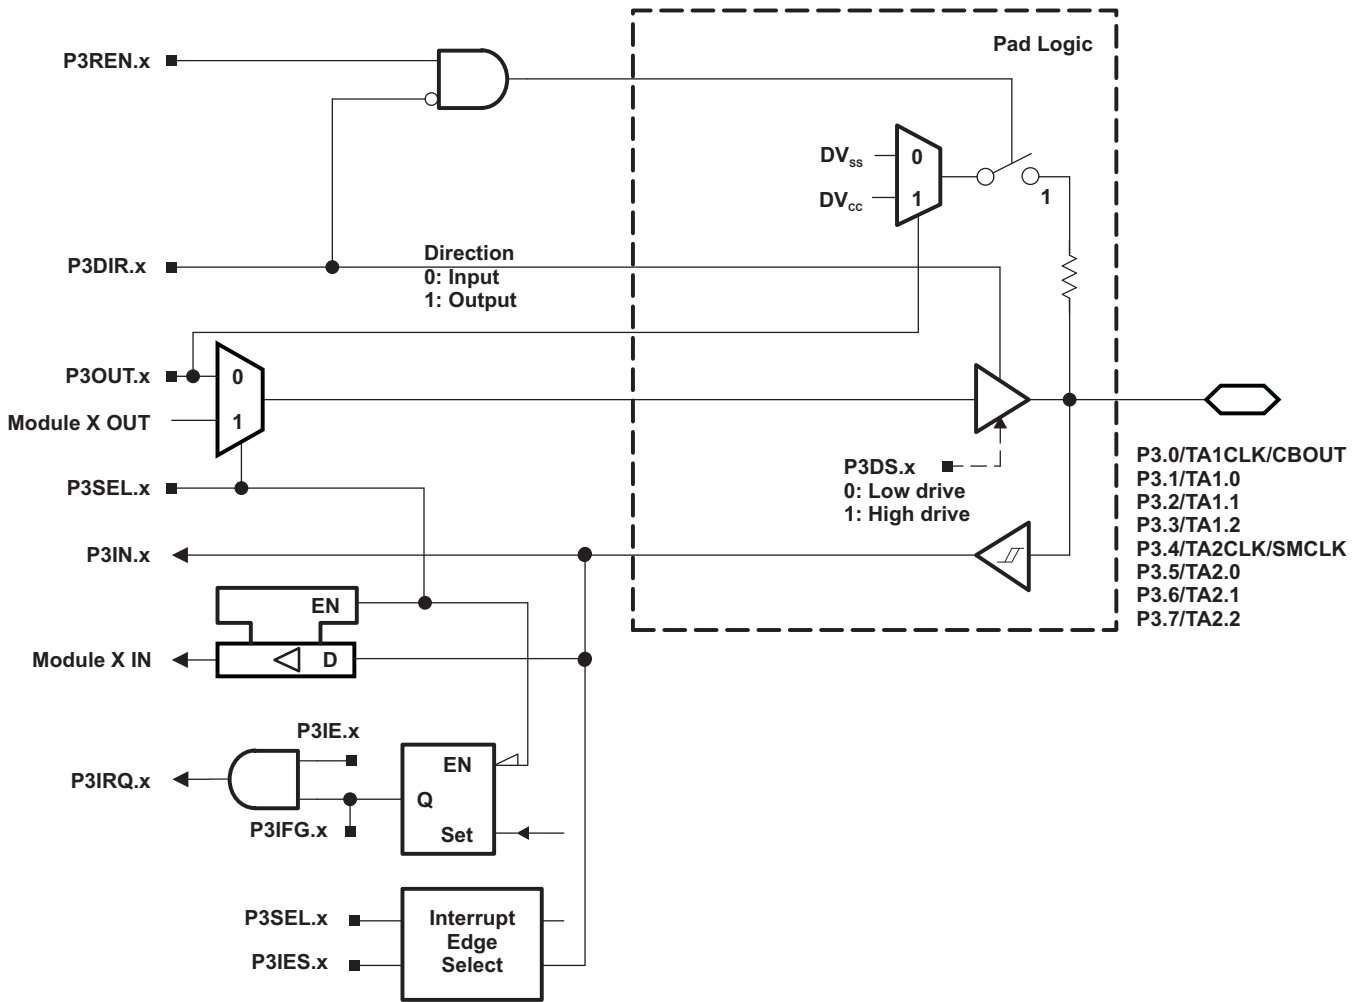 Pad Logic
P3REN.x
DVSS
0
DVCC
1
1
P3DIR.x
Direction
0: Input
1: Output
P3OUT.x
0
Module X OUT
1
P3DS.x
0: Low drive
1: High drive
P3SEL.x
P3.0/TA1CLK/CBOUT
P3.1/TA1.0
P3.2/TA1.1
P3.3/TA1.2
P3.4/TA2CLK/SMCLK
P3.5/TA2.0
P3.6/TA2.1
P3.7/TA2.2
P3IN.x
EN
Module X IN
D
P3IE.x
P3IRQ.x
EN
Q
P3IFG.x
Set
P3SEL.x
P3IES.x
Interrupt
Edge
Select